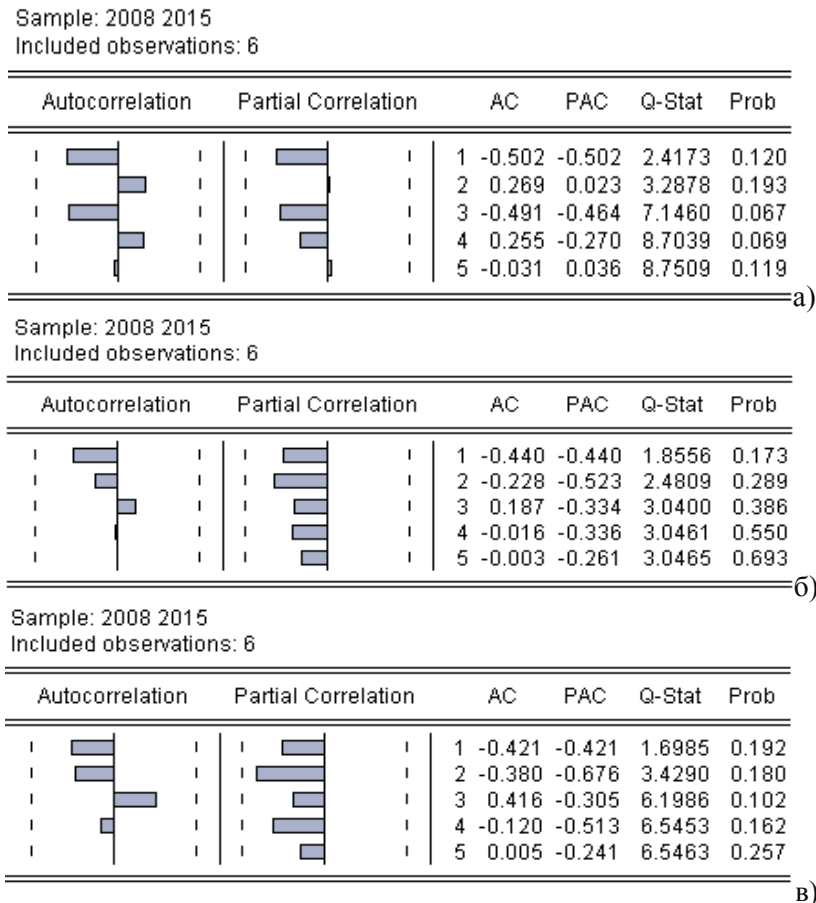 Sample: 2008 2015
Included observations: 6
Autocorrelation Partial Correlation AC PAC Q-Stat Prob
1 -0.502 -0.502 2.4173 0.120
2 0.269 0.023 3.2878 0.193
3 -0.491 -0.464 7.1460 0.067
4 0.255 -0.270 8.7039 0.069
5 -0.031 0.036 8.7509 0.119
а)
Sample: 2008 2015
Included observations: 6
Autocorrelation Partial Correlation AC PAC Q-Stat Prob
1 -0.440 -0.440 1.8556 0.173
2 -0.228 -0.523 2.4809 0.289
3 0.187 -0.334 3.0400 0.386
4 -0.016 -0.336 3.0461 0.550
5 -0.003 -0.261 3.0465 0.693
б)
Sample: 2008 2015
Included observations: 6
Autocorrelation Partial Correlation AC PAC Q-Stat Prob
1 -0.421 -0.421 1.6985 0.192
2 -0.380 -0.676 3.4290 0.180
3 0.416 -0.305 6.1986 0.102
4 -0.120 -0.513 6.5453 0.162
5 0.005 -0.241 6.5463 0.257
в)